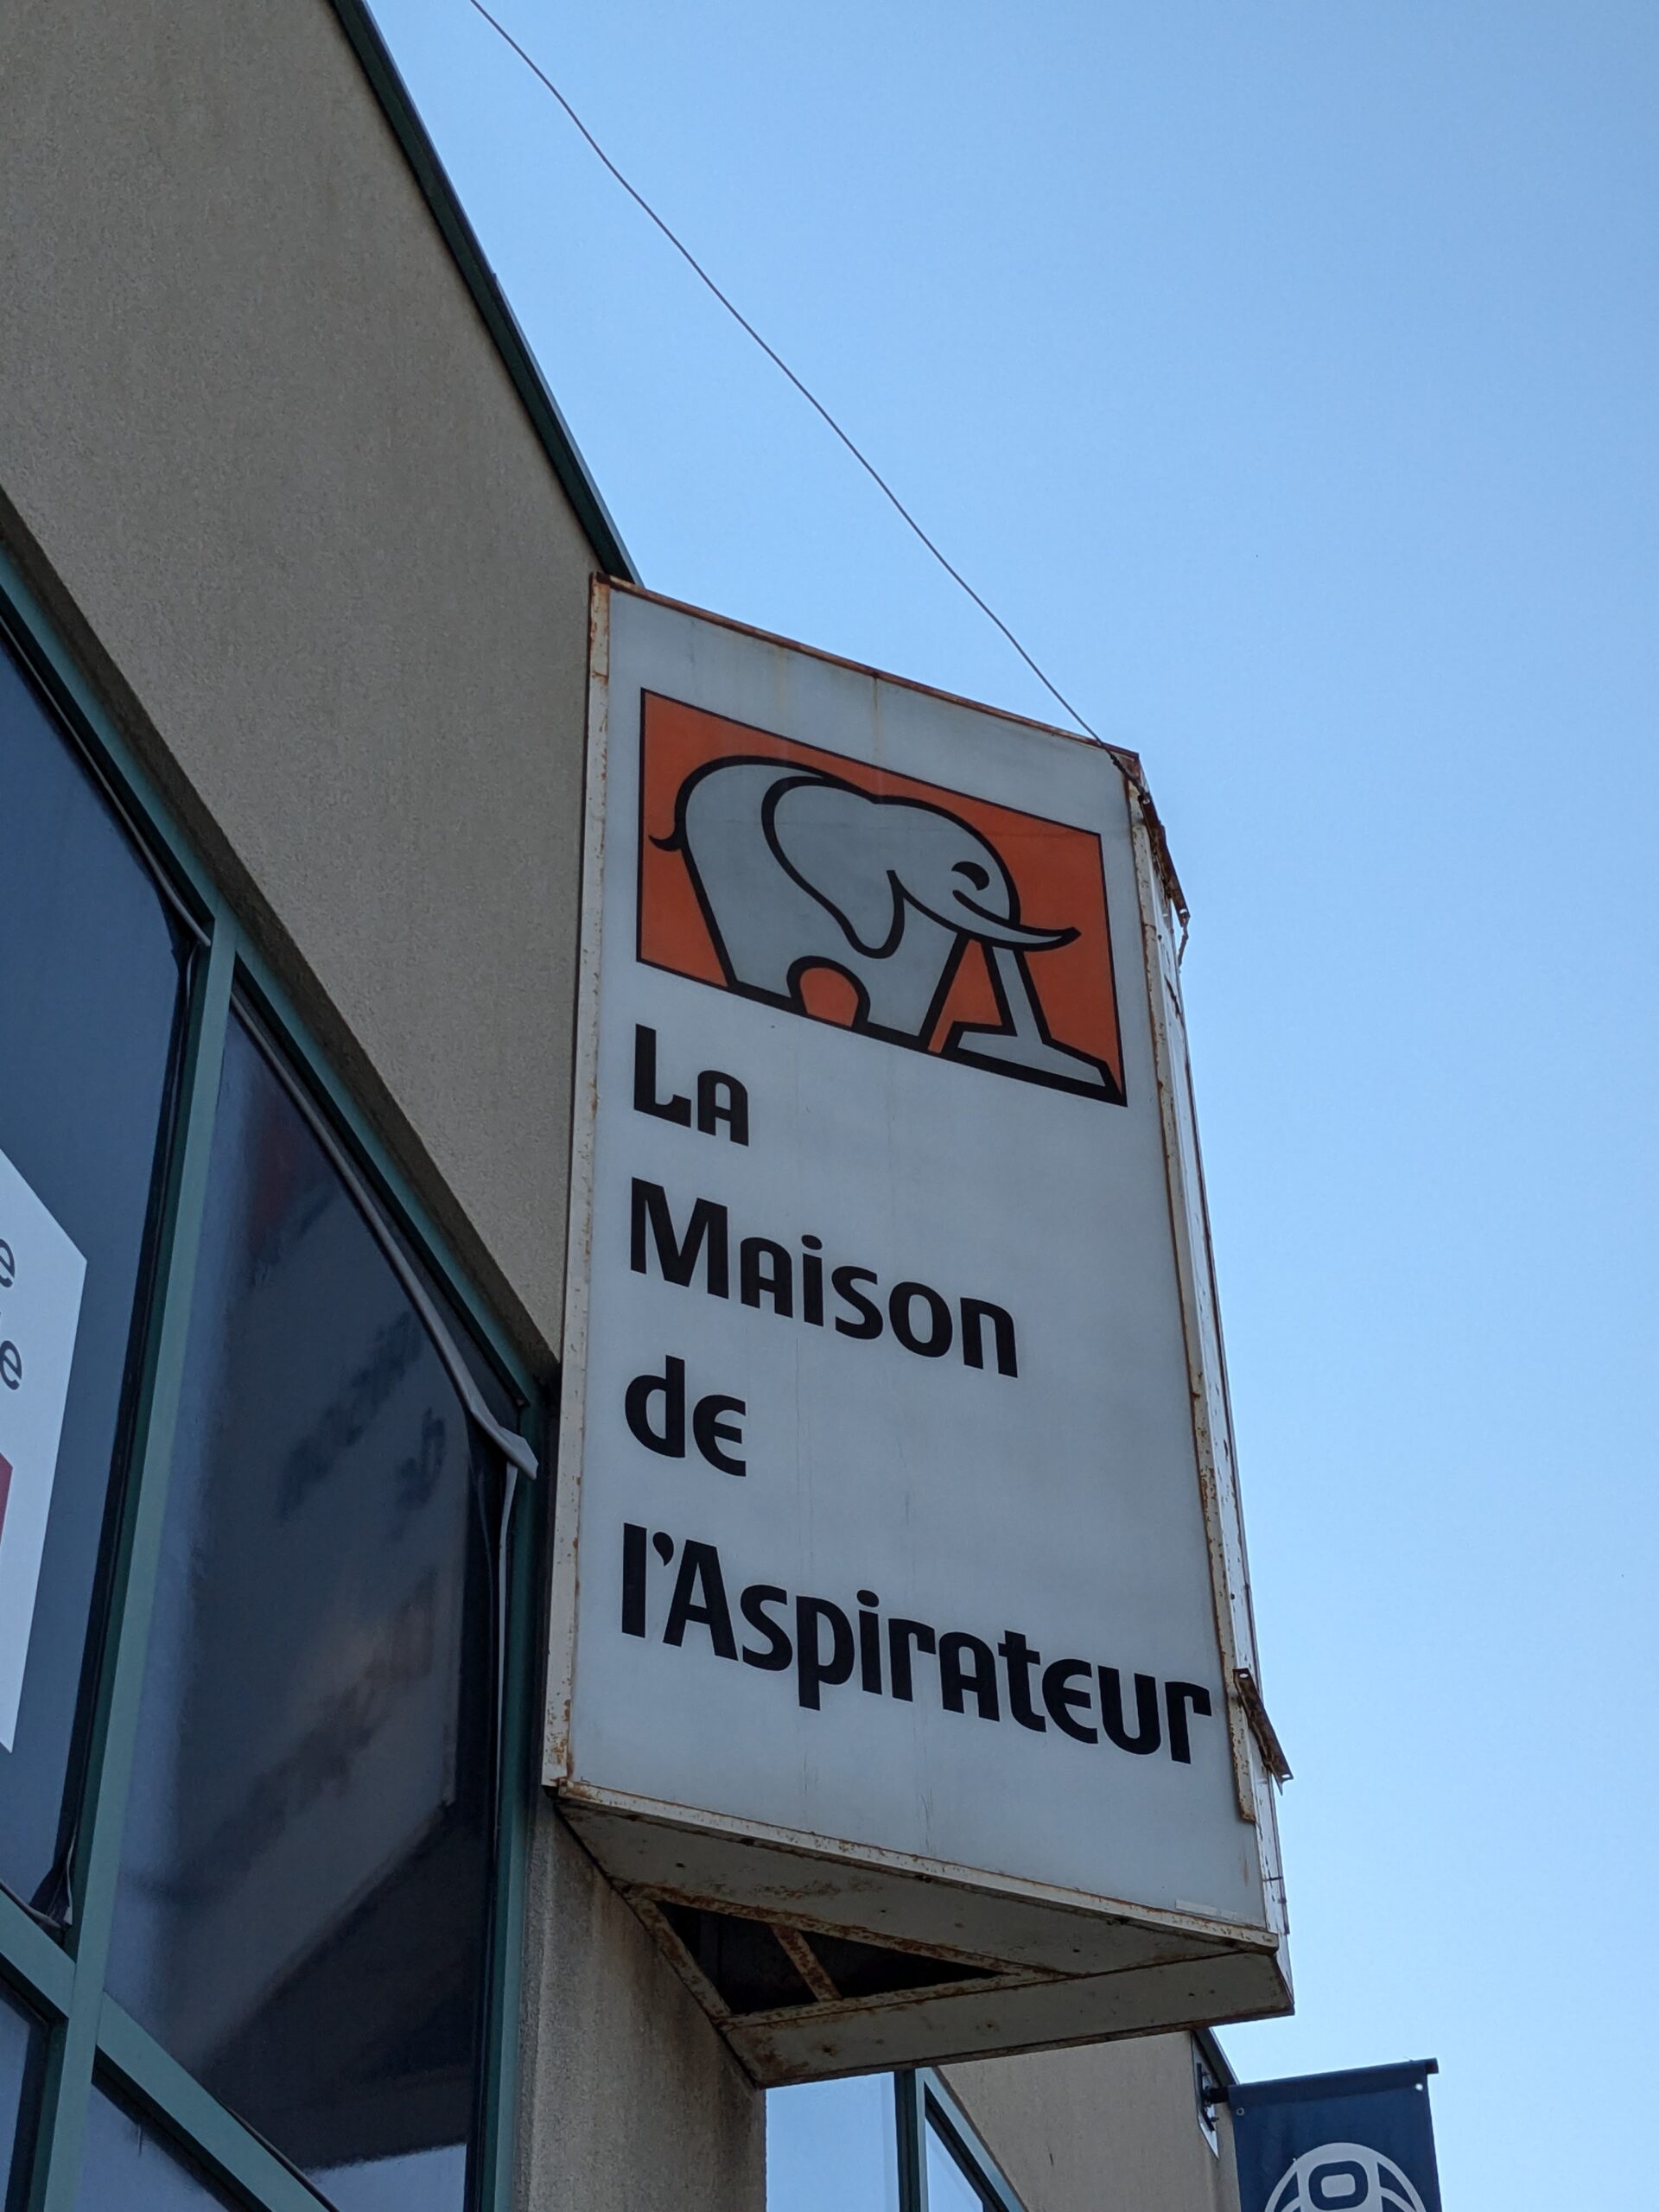 La
Maison
de
l'Aspirateur